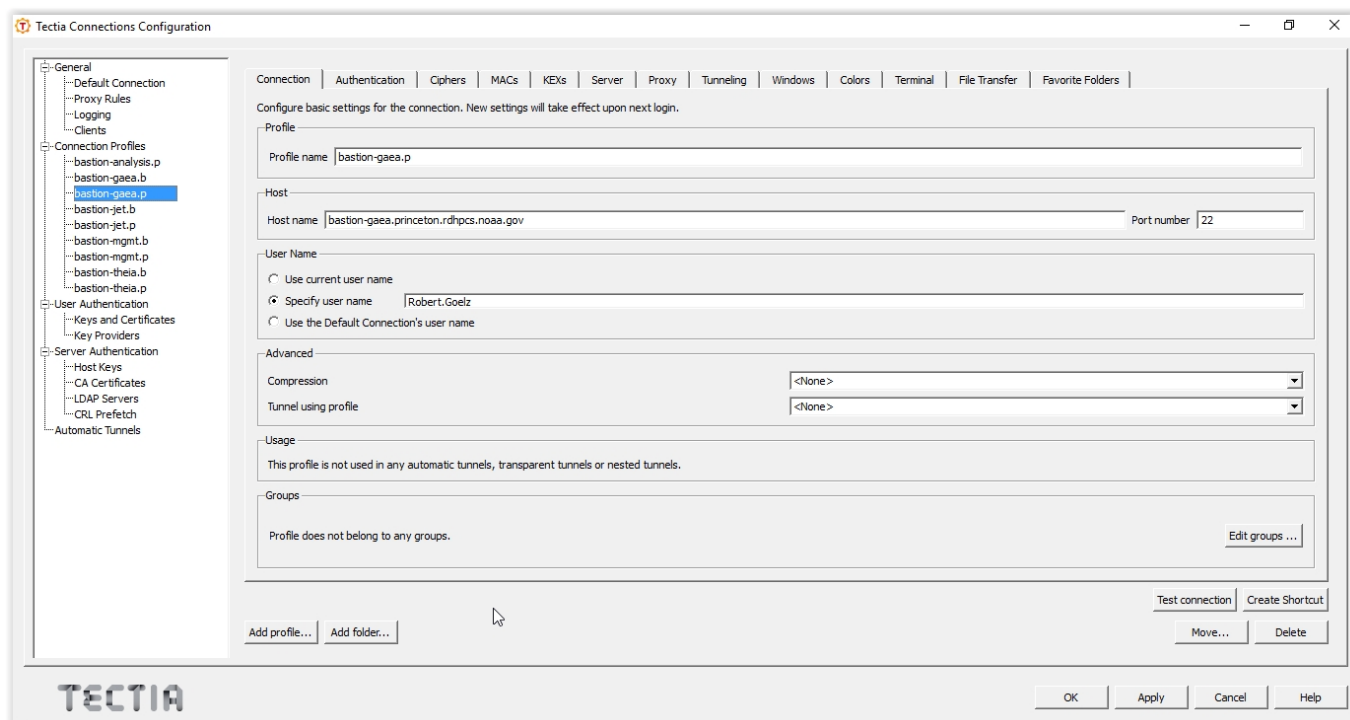 Tectia Connections Configuration
General
Default Connection
Proxy Rules
Logging
Clients
Connection Profiles
bastion-analysis.p
bastion-gaea.b
bastion-gaea.p
bastion-jet.b
bastion-jet.p
bastion-mgmt.b
bastion-mgmt.p
bastion-theia.b
bastion-theia.p
User Authentication
Keys and Certificates
Key Providers
Server Authentication
Host Keys
CA Certificates
LDAP Servers
CRL Prefetch
Automatic Tunnels
Connection Authentication Ciphers MACs KEXs Server Proxy Tunneling Windows Colors Terminal File Transfer Favorite Folders
Configure basic settings for the connection. New settings will take effect upon next login.
Profile
Profile name bastion-gaea.p
Host
Host name bastion-gaea.princeton.rdhpcs.noaa.gov Port number 22
User Name
Use current user name
Specify user name Robert.Goelz
Use the Default Connection's user name
Advanced
Compression <None>
Tunnel using profile <None>
Usage
This profile is not used in any automatic tunnels, transparent tunnels or nested tunnels.
Groups
Profile does not belong to any groups. Edit groups ...
Test connection Create Shortcut
Add profile... Add folder... Move... Delete
TECTIA OK Apply Cancel Help